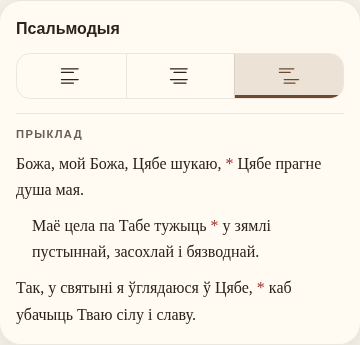 Псальмодыя
ПРЫКЛАД
Божа, мой Божа, Цябе шукаю, * Цябе прагне
душа мая.
Маё цела па Табе тужыць * у зямлі
пустыннай, засохлай і бязводнай.
Так, у святыні я ўглядаюся ў Цябе, * каб
убачыць Тваю сілу і славу.